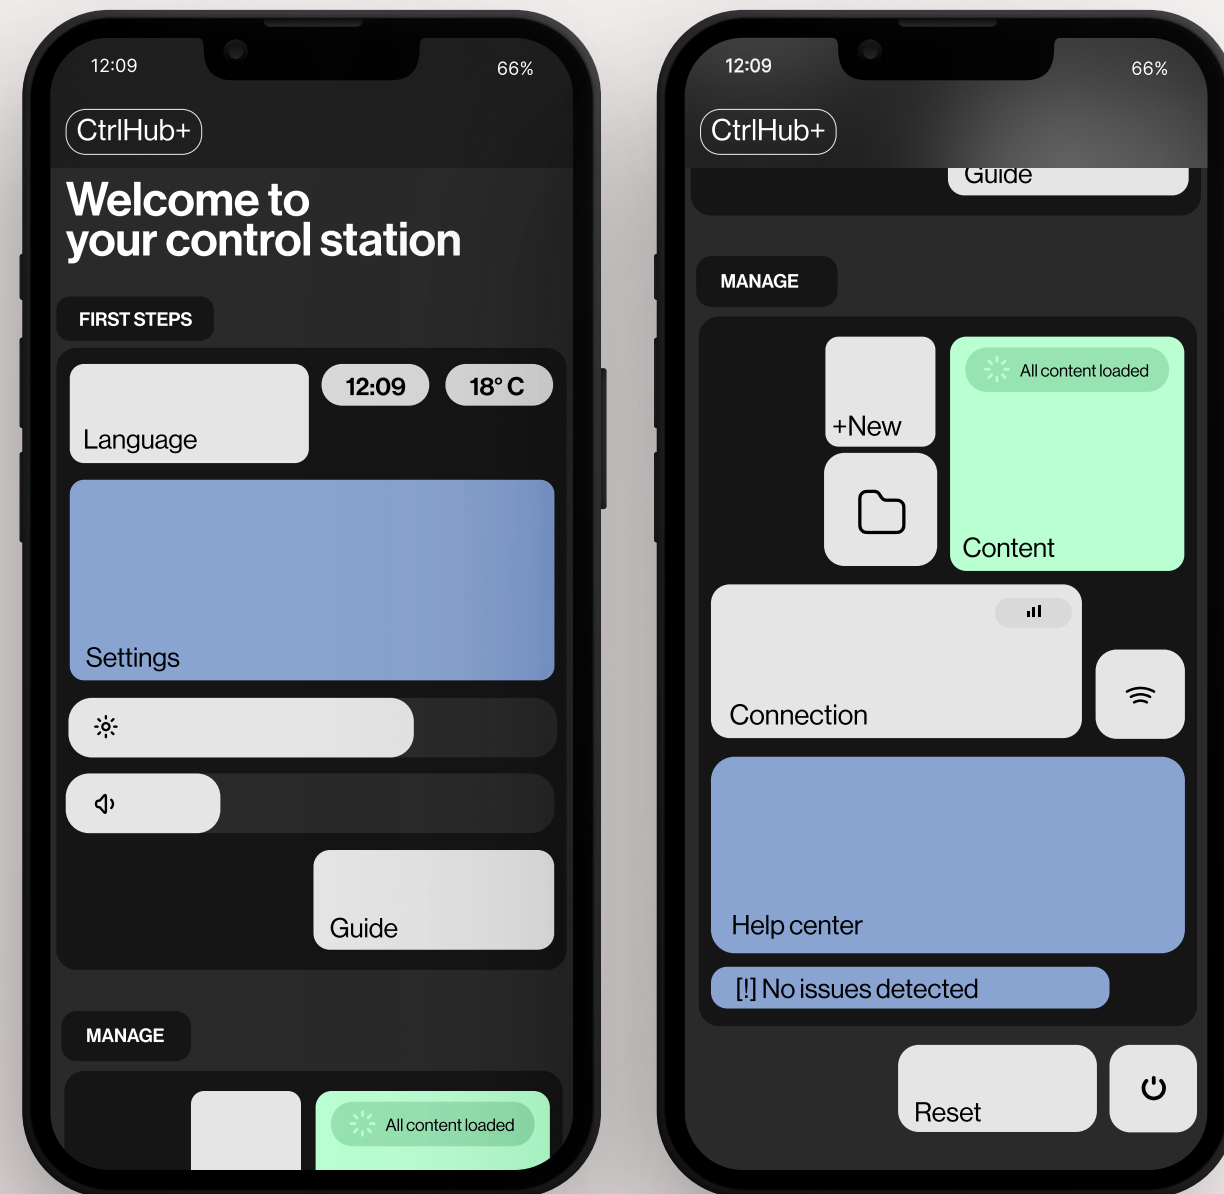 12:09
66%
CtrlHub+
Welcome to
your control station
FIRST STEPS
Language
12:09
18° C
Settings
Guide
MANAGE
All content loaded
12:09
66%
CtrlHub+
Guide
MANAGE
+New
All content loaded
Content
Connection
Help center
[!] No issues detected
Reset